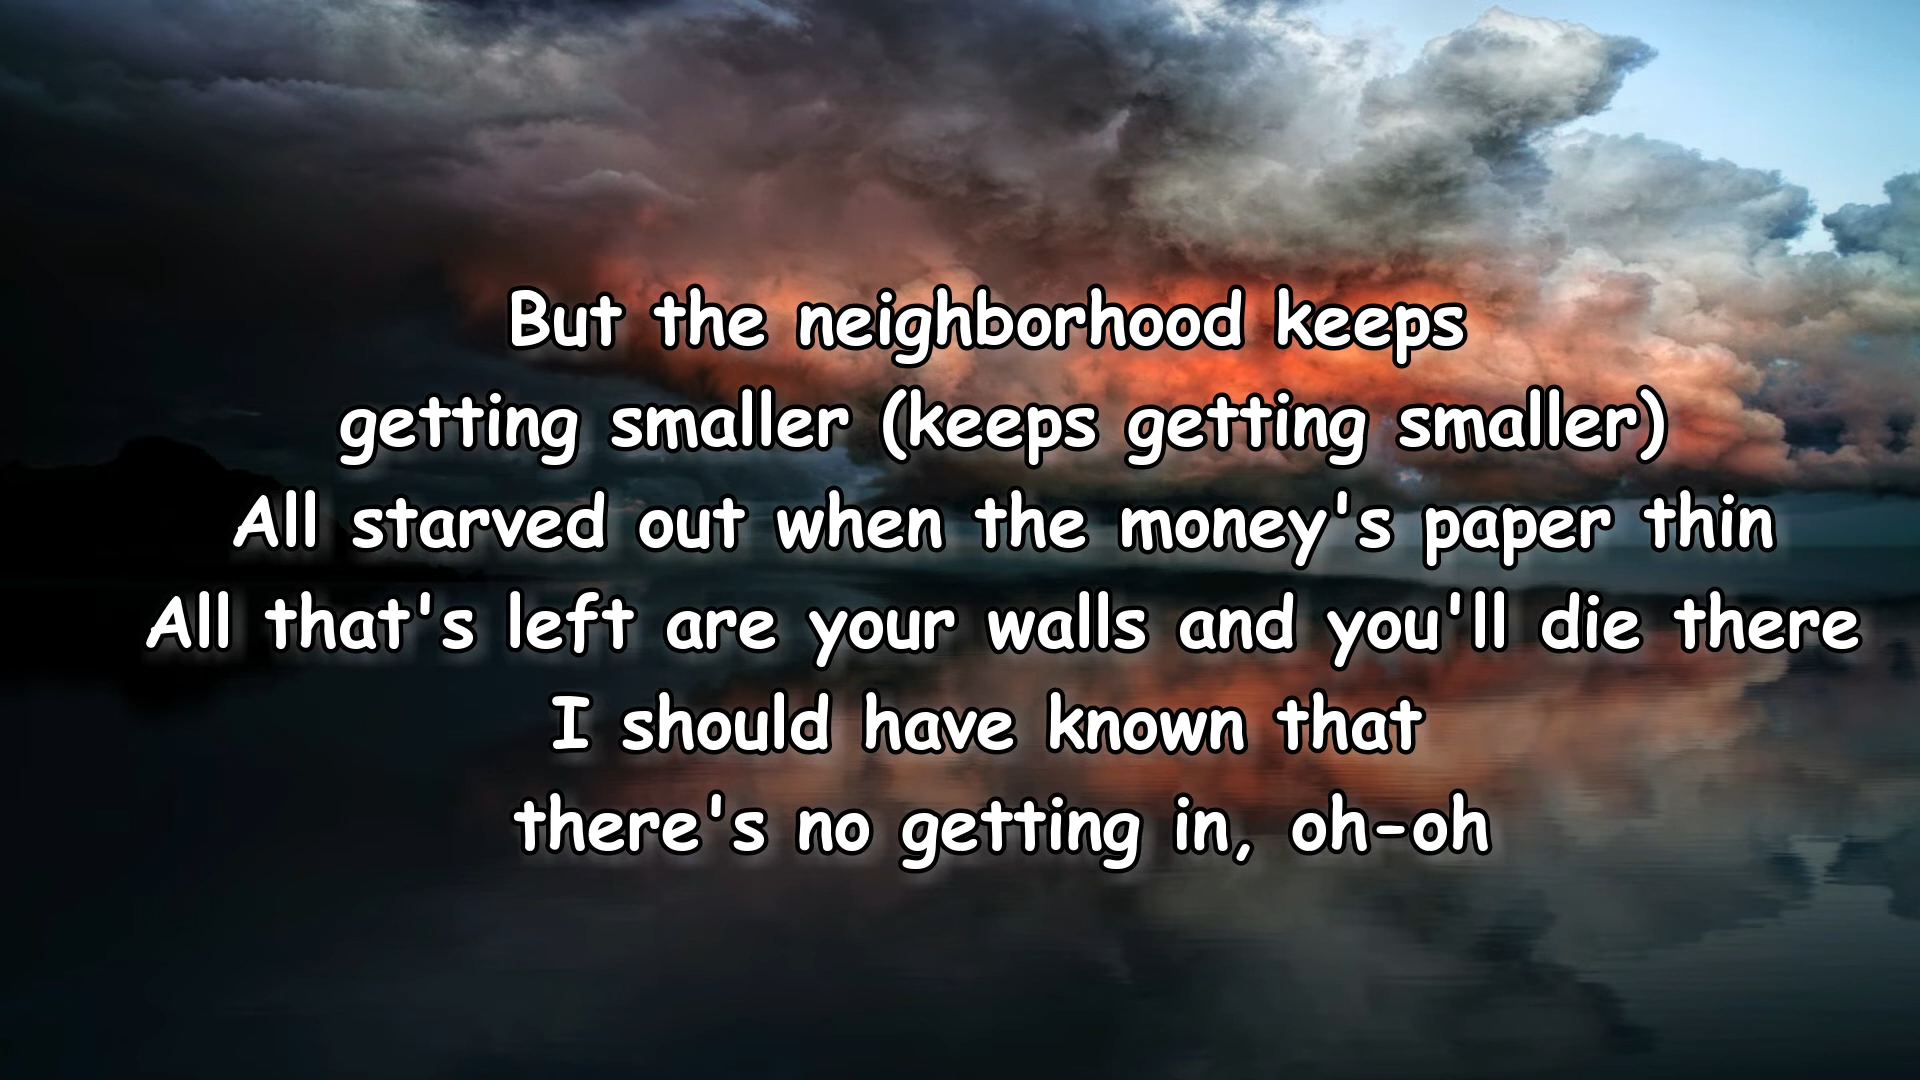 But the neighborhood keeps
getting smaller (keeps getting smaller)
All starved out when the money's paper thin
All that's left are your walls and you'll die there
I should have known that
there's no getting in, oh-oh